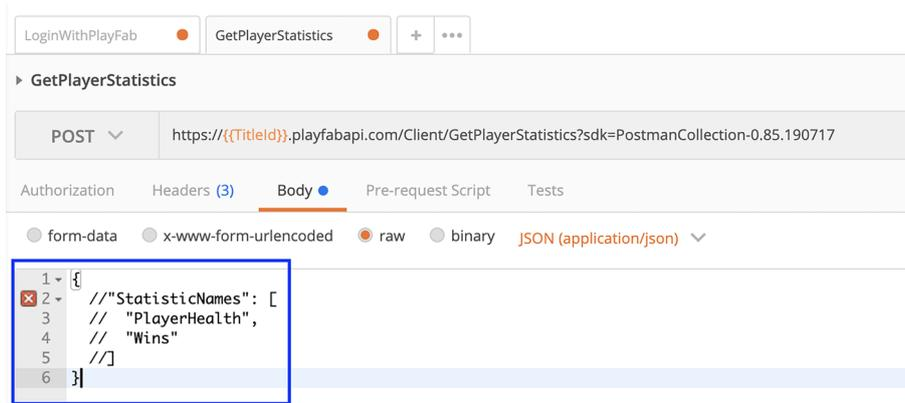 LoginWithPlayFab GetPlayerStatistics + •••
GetPlayerStatistics
POST https://{{TitleId}}.playfabapi.com/Client/GetPlayerStatistics?sdk=PostmanCollection-0.85.190717
Authorization Headers (3) Body Pre-request Script Tests
form-data x-www-form-urlencoded raw binary JSON (application/json)
1 {
2 //"StatisticNames": [
3 //  "PlayerHealth",
4 //  "Wins"
5 //]
6 }